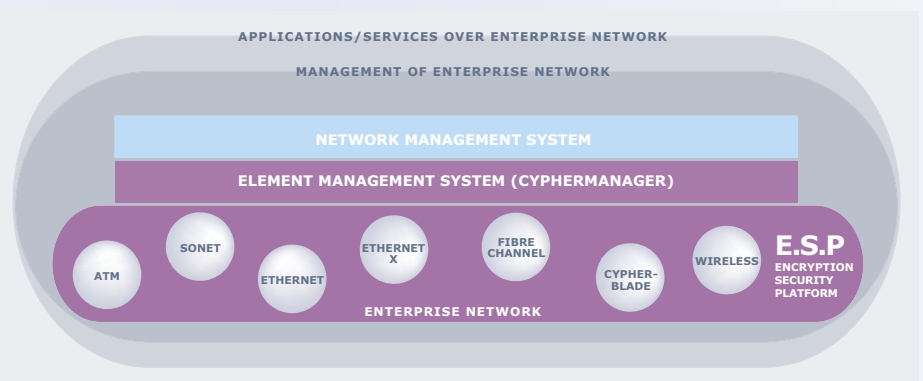 APPLICATIONS/SERVICES OVER ENTERPRISE NETWORK
MANAGEMENT OF ENTERPRISE NETWORK
NETWORK MANAGEMENT SYSTEM
ELEMENT MANAGEMENT SYSTEM (CYPHERMANAGER)
ATM
SONET
ETHERNET
ETHERNET
X
FIBRE
CHANNEL
CYPHER-
BLADE
WIRELESS
E.S.P
ENCRYPTION
SECURITY
PLATFORM
ENTERPRISE NETWORK